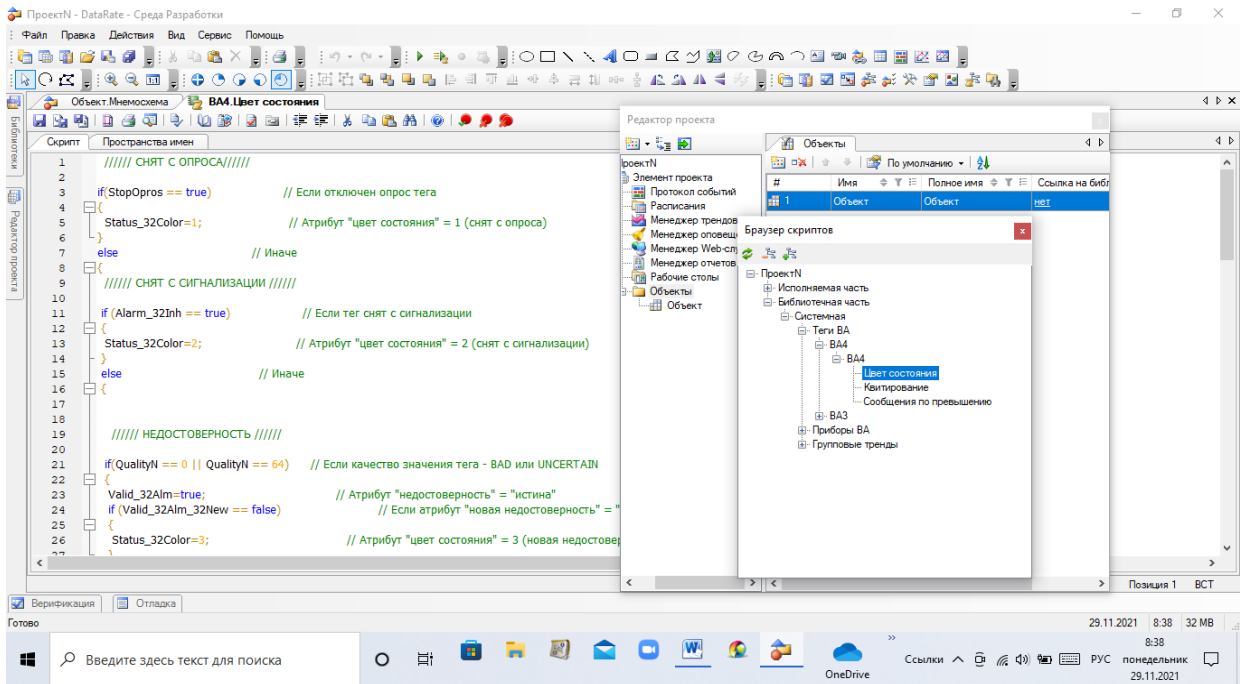 ПроектN - DataRate - Среда Разработки
Файл Правка Действия Вид Сервис Помощь
Объект.Мнемосхема
BA4.Цвет состояния
Библиотеки
Редактор проекта
Скрипт
Пространства имен
1 ////// СНЯТ С ОПРОСА//////
2
3 if(StopOpros == true) // Если отключен опрос тега
4 {
5 Status_32Color=1; // Атрибут "цвет состояния" = 1 (снят с опроса)
6 }
7 else // Иначе
8 {
9 ////// СНЯТ С СИГНАЛИЗАЦИИ //////
10
11 if (Alarm_32Inh == true) // Если тег снят с сигнализации
12 {
13 Status_32Color=2; // Атрибут "цвет состояния" = 2 (снят с сигнализации)
14 }
15 else // Иначе
16 {
17
18
19 ////// НЕДОСТОВЕРНОСТЬ //////
20
21 if(QualityN == 0 || QualityN == 64) // Если качество значения тега - BAD или UNCERTAIN
22 {
23 Valid_32Alm=true; // Атрибут "недостоверность" = "истина"
24 if (Valid_32Alm_32New == false) // Если атрибут "новая недостоверность" = "
25 {
26 Status_32Color=3; // Атрибут "цвет состояния" = 3 (новая недостовер
27 }
Редактор проекта
роектN
Элемент проекта
Протокол событий
Расписания
Менеджер трендов
Менеджер оповещ
Менеджер Web-слу
Менеджер отчетов
Рабочие столы
Объекты
Объект
Объекты
По умолчанию
# Имя Полное имя Ссылка на библ
1 Объект Объект нет
Браузер скриптов
ПроектN
Исполняемая часть
Библиотечная часть
Системная
Теги ВА
ВА4
ВА4
Цвет состояния
Квитирование
Сообщения по превышению
ВА3
Приборы ВА
Групповые тренды
Позиция 1 ВСТ
Верификация
Отладка
Готово
29.11.2021 8:38 32 MB
Введите здесь текст для поиска
OneDrive
Ссылки
РУС
8:38
понедельник
29.11.2021